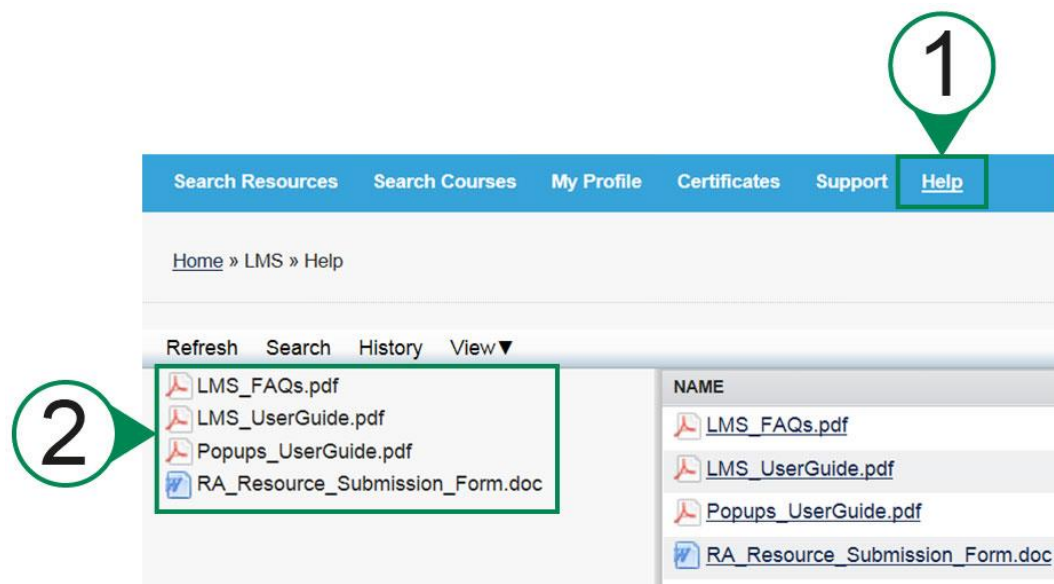 1
Search Resources Search Courses My Profile Certificates Support Help
Home » LMS » Help
Refresh Search History View▼
2
LMS_FAQs.pdf
LMS_UserGuide.pdf
Popups_UserGuide.pdf
RA_Resource_Submission_Form.doc
NAME
LMS_FAQs.pdf
LMS_UserGuide.pdf
Popups_UserGuide.pdf
RA_Resource_Submission_Form.doc